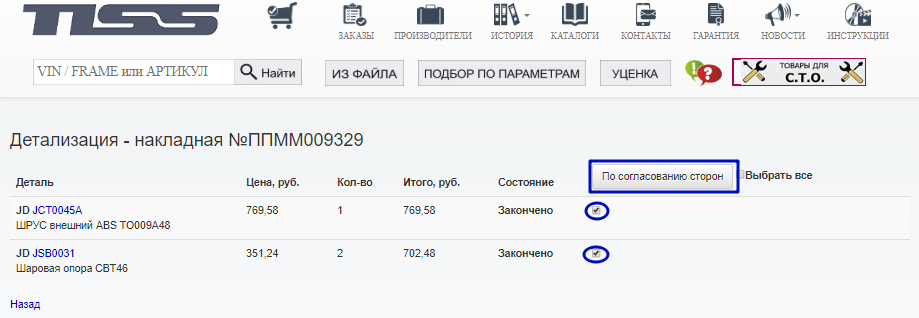 TISS
ЗАКАЗЫ
ПРОИЗВОДИТЕЛИ
ИСТОРИЯ
КАТАЛОГИ
КОНТАКТЫ
ГАРАНТИЯ
НОВОСТИ
ИНСТРУКЦИИ
VIN / FRAME или АРТИКУЛ
Найти
ИЗ ФАЙЛА
ПОДБОР ПО ПАРАМЕТРАМ
УЦЕНКА
ТОВАРЫ ДЛЯ
С.Т.О.
Детализация - накладная №ППММ009329
Деталь Цена, руб. Кол-во Итого, руб. Состояние По согласованию сторон Выбрать все
JD JCT0045A 769,58 1 769,58 Закончено
ШРУС внешний ABS TO009A48
JD JSB0031 351,24 2 702,48 Закончено
Шаровая опора CBT46
Назад